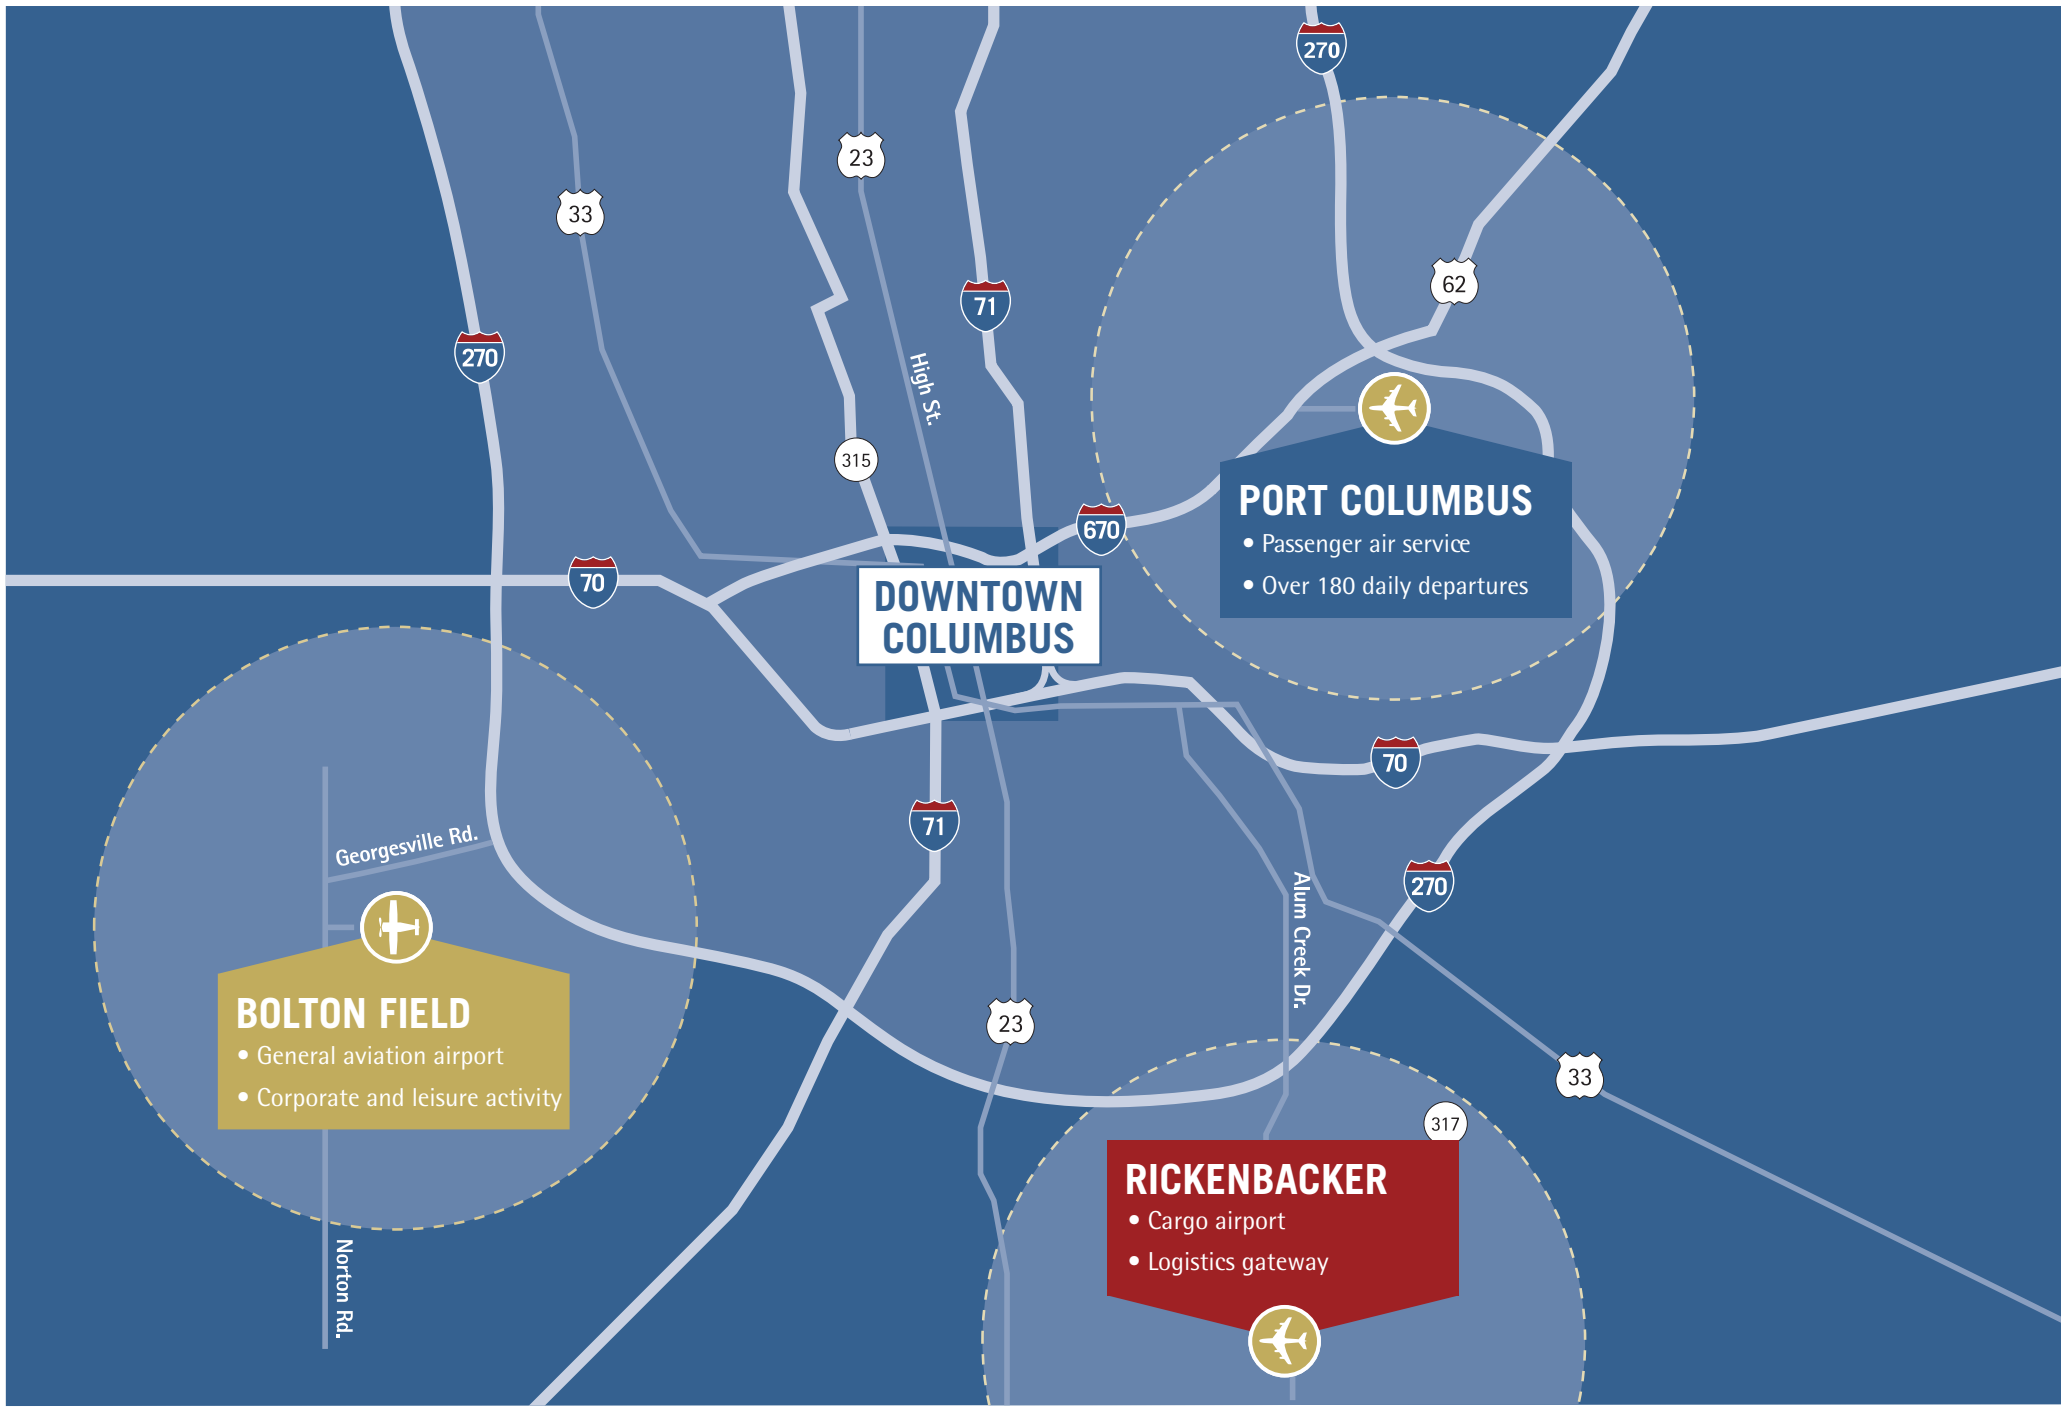 270
23
33
62
71
270
High St.
315
PORT COLUMBUS
• Passenger air service
• Over 180 daily departures
670
70
DOWNTOWN
COLUMBUS
70
71
Georgesville Rd.
270
Alum Creek Dr.
BOLTON FIELD
• General aviation airport
• Corporate and leisure activity
23
33
317
RICKENBACKER
• Cargo airport
• Logistics gateway
Norton Rd.